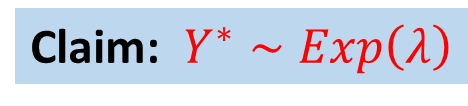 Claim: Y* ~ Exp(λ)